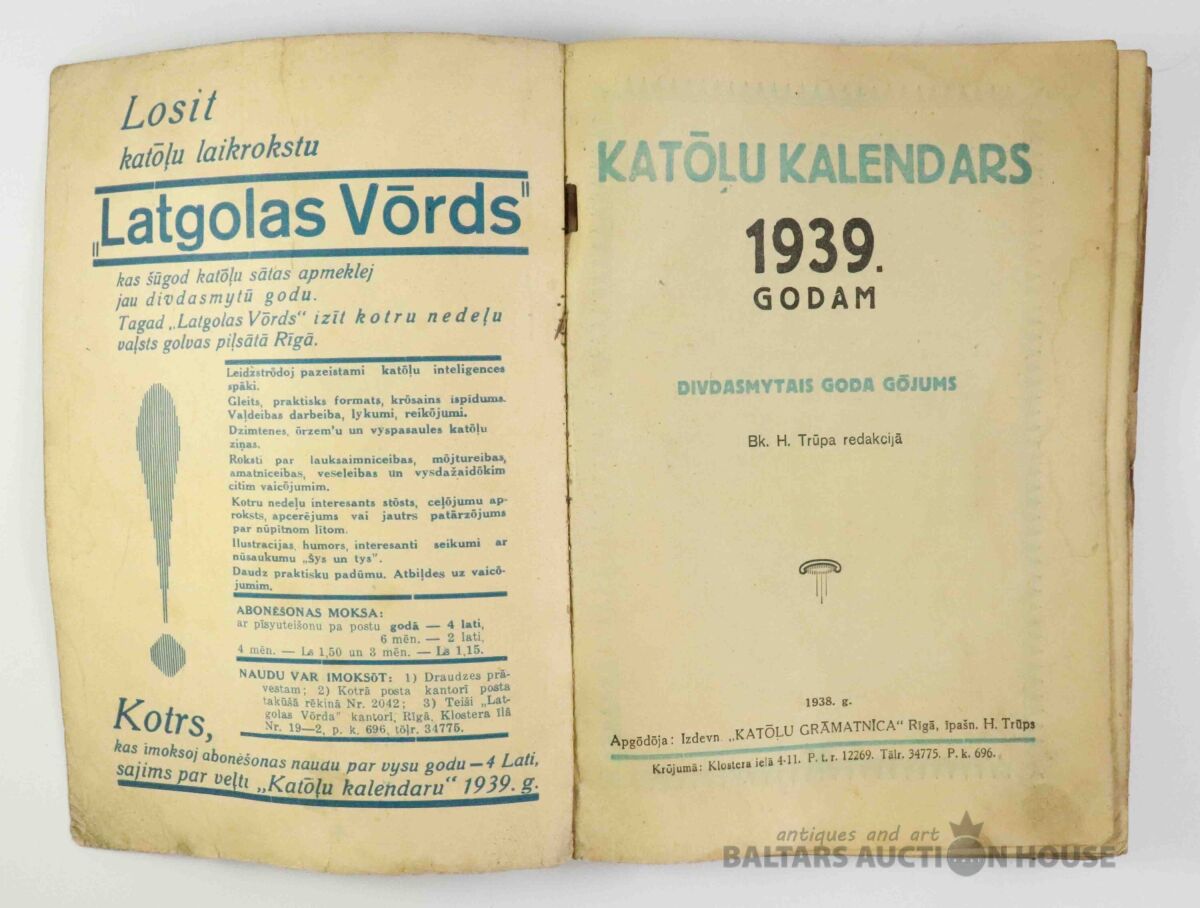 Losit
katōļu laikrokstu
„Latgolas Vōrds"
kas šūgod katōļu sātas apmeklej
jau divdasmytū godu.
Tagad „Latgolas Vōrds“ izīt kotru nedeļu
vaļsts golvas piļsātā Rīgā.
Leidzstrōdoj pazeistami katōļu inteligences
spāki.
Gleits, praktisks formats, krōsains ispīdums.
Vaļdeibas darbeiba, lykumi, reikōjumi.
Dzimtenes, ōrzem'u un vyspasaules katōļu
ziņas.
Roksti par lauksaimniceibas, mōjtureibas,
amatniceibas, veseleibas un vysdažaidōkim
citim vaicōjumim.
Kotru nedeļu interesants stōsts, ceļōjumu ap-
roksts, apcerējums vai jautrs patārzōjums
par nūpitnom lītom.
Ilustracijas, humors, interesanti seikumi ar
nūsaukumu „Šys un tys".
Daudz praktisku padūmu. Atbiļdes uz vaicō-
jumim.
ABONĒŠONAS MOKSA:
ar pīsyuteišonu pa postu godā — 4 lati,
6 mēn. — 2 lati,
4 mēn. — Ls 1,50 un 3 mēn. — Ls 1,15.
NAUDU VAR IMOKSŌT: 1) Draudzes prā-
vestam; 2) Kotrā posta kantorī posta
takūšā rēkinā Nr. 2042; 3) Teiši „Lat-
golas Vōrda" kantorī, Rīgā, Klostera ĩlā
Nr. 19—2, p. k. 696, tōļr. 34775.
Kotrs,
kas imoksoj abonēšonas naudu par vysu godu — 4 Lati,
sajims par veļti „Katōļu kalendaru“ 1939. g.
KATŌĻU KALENDARS
1939.
GODAM
DIVDASMYTAIS GODA GŌJUMS
Bk. H. Trūpa redakcijā
1938. g.
Apgōdōja: Izdevn. „KATŌĻU GRĀMATNĪCA" Rīgā, īpašn. H. Trūps
Krōjumā: Klostera ielā 4-11. P. t. r. 12269. Tālr. 34775. P. k. 696.
antiques and art
BALTARS AUCTION HOUSE